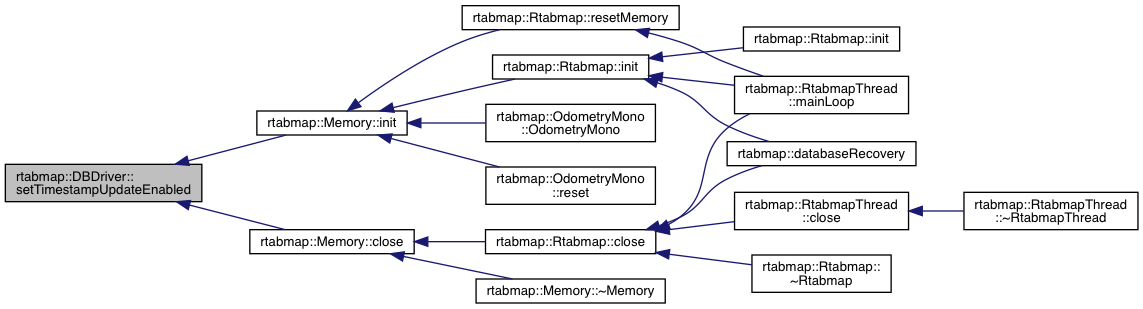 rtabmap::Rtabmap::resetMemory
rtabmap::Rtabmap::init
rtabmap::Rtabmap::init
rtabmap::RtabmapThread
::mainLoop
rtabmap::Memory::init
rtabmap::OdometryMono
::OdometryMono
rtabmap::databaseRecovery
rtabmap::DBDriver::
setTimestampUpdateEnabled
rtabmap::OdometryMono
::reset
rtabmap::RtabmapThread
::close
rtabmap::RtabmapThread
::~RtabmapThread
rtabmap::Memory::close
rtabmap::Rtabmap::close
rtabmap::Rtabmap::
~Rtabmap
rtabmap::Memory::~Memory